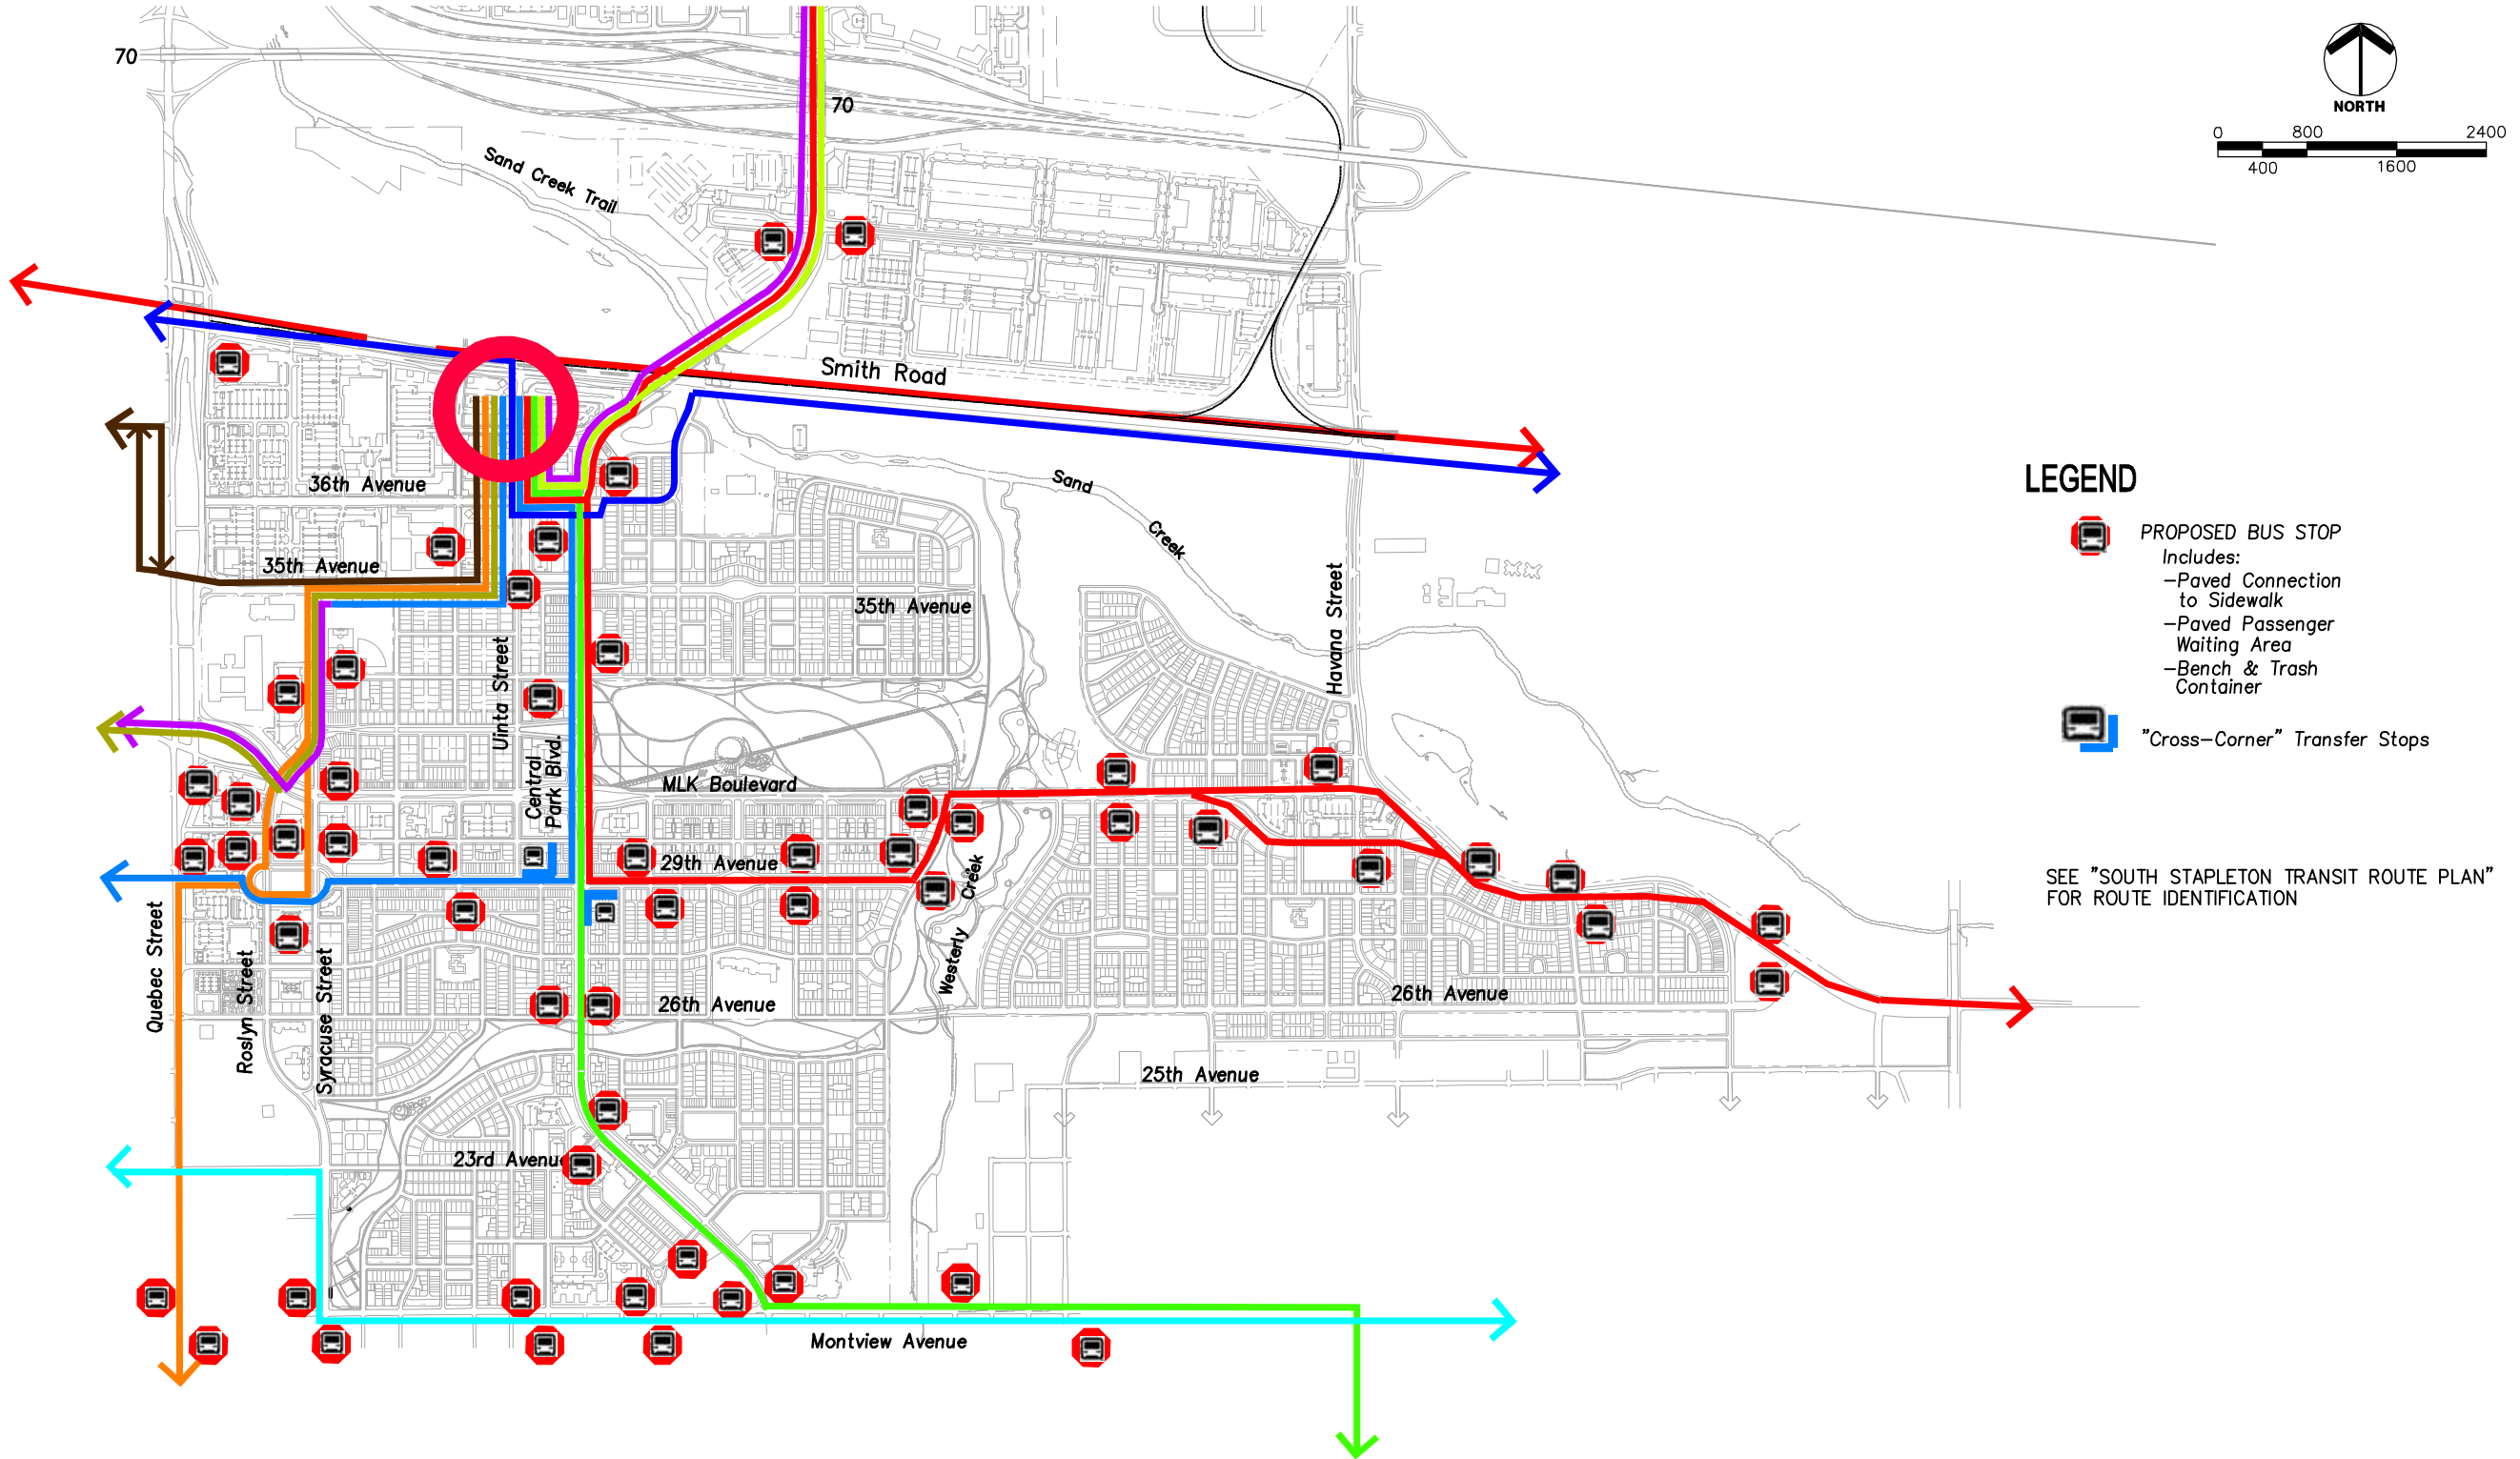 70
70
NORTH
0 800 2400
400 1600
Sand Creek Trail
Smith Road
36th Avenue
Sand
Creek
LEGEND
PROPOSED BUS STOP
Includes:
-Paved Connection
to Sidewalk
-Paved Passenger
Waiting Area
-Bench & Trash
Container
"Cross-Corner" Transfer Stops
35th Avenue
35th Avenue
Havana Street
Uinta Street
Central
Park Blvd.
MLK Boulevard
29th Avenue
Westerly Creek
SEE "SOUTH STAPLETON TRANSIT ROUTE PLAN"
FOR ROUTE IDENTIFICATION
Quebec Street
Roslyn Street
Syracuse Street
26th Avenue
26th Avenue
25th Avenue
23rd Avenue
Montview Avenue